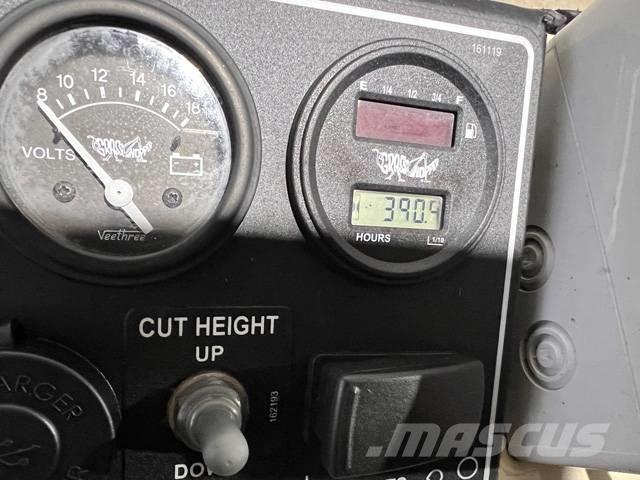 161119
8 10 12 14 16 18
VOLTS
Veethree
E 1/4 1/2 3/4 F
390.9
HOURS
1/10
CUT HEIGHT
UP
162193
MASCUS